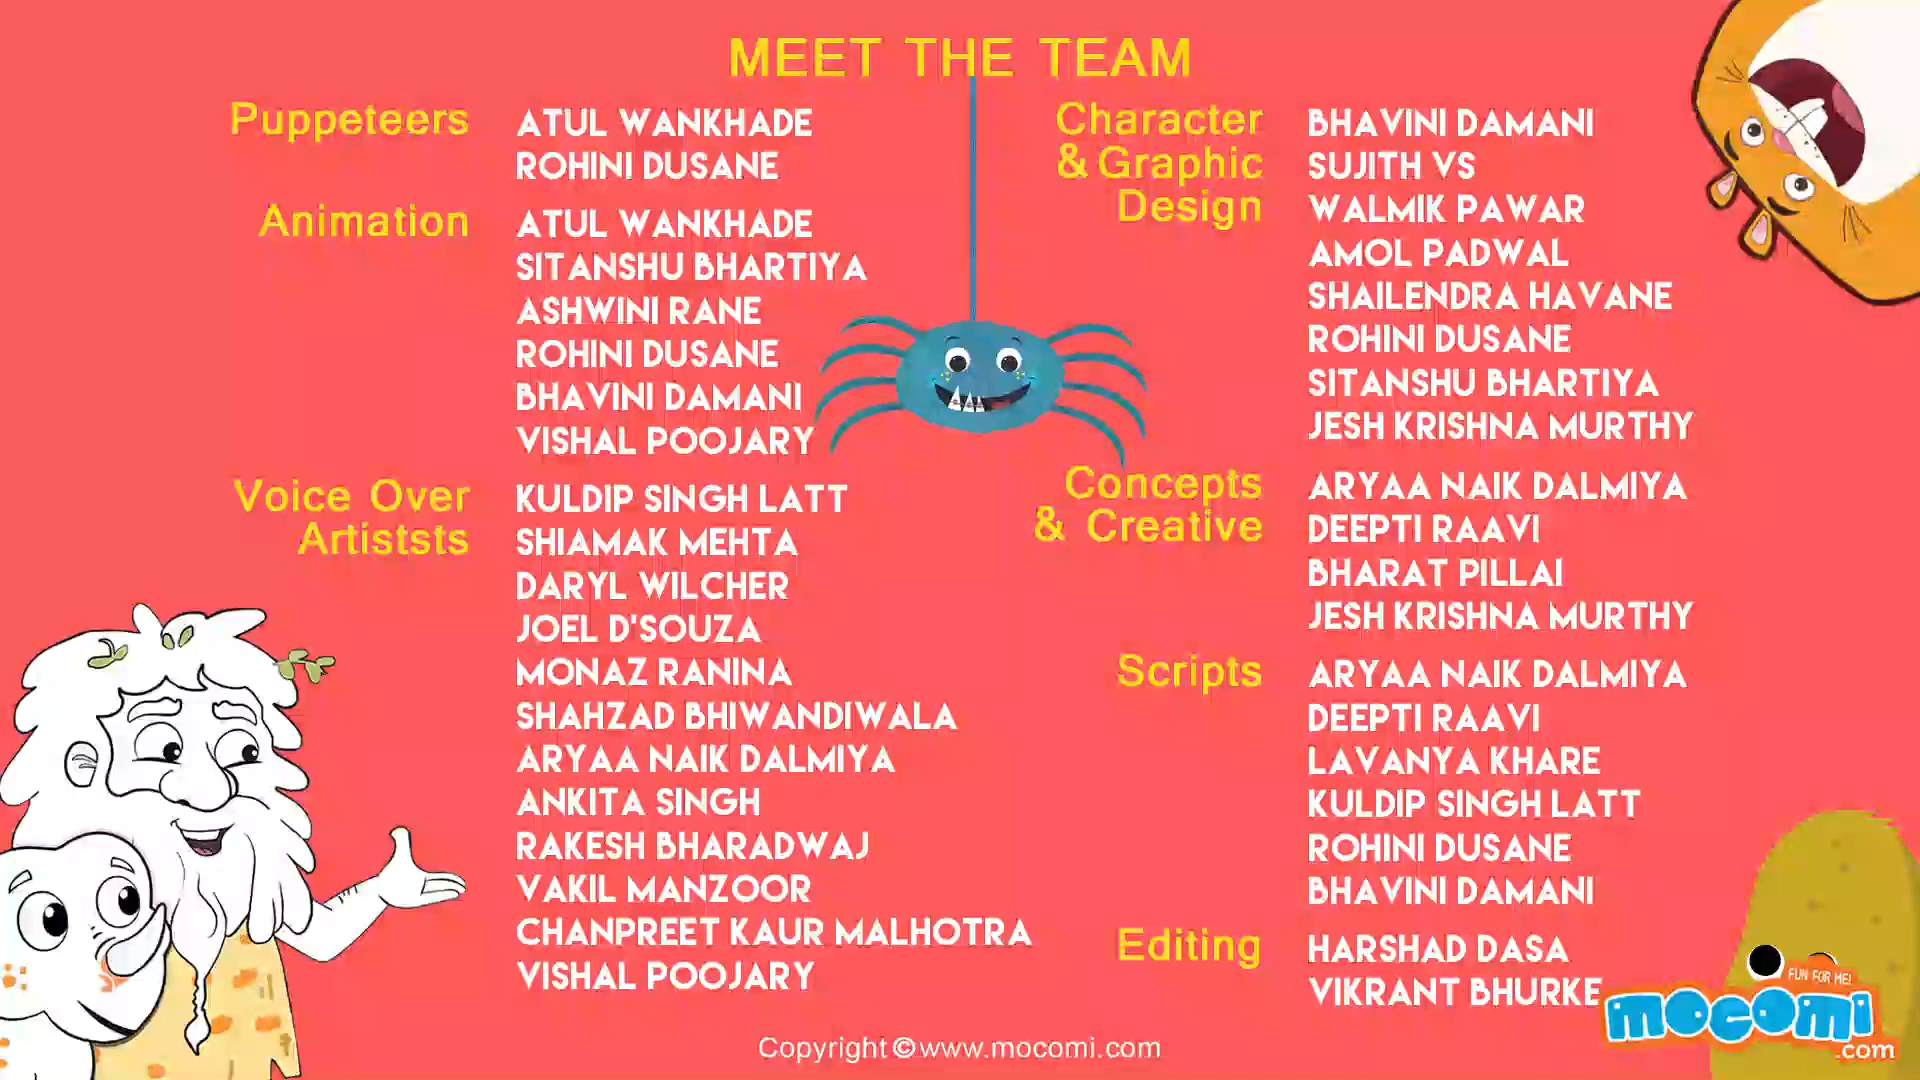 MEET THE TEAM
Puppeteers
ATUL WANKHADE
ROHINI DUSANE
Animation
ATUL WANKHADE
SITANSHU BHARTIYA
ASHWINI RANE
ROHINI DUSANE
BHAVINI DAMANI
VISHAL POOJARY
Voice Over
Artiststs
KULDIP SINGH LATT
SHIAMAK MEHTA
DARYL WILCHER
JOEL D'SOUZA
MONAZ RANINA
SHAHZAD BHIWANDIWALA
ARYAA NAIK DALMIYA
ANKITA SINGH
RAKESH BHARADWAJ
VAKIL MANZOOR
CHANPREET KAUR MALHOTRA
VISHAL POOJARY
Character
& Graphic
Design
BHAVINI DAMANI
SUJITH VS
WALMIK PAWAR
AMOL PADWAL
SHAILENDRA HAVANE
ROHINI DUSANE
SITANSHU BHARTIYA
JESH KRISHNA MURTHY
Concepts
& Creative
ARYAA NAIK DALMIYA
DEEPTI RAAVI
BHARAT PILLAI
JESH KRISHNA MURTHY
Scripts
ARYAA NAIK DALMIYA
DEEPTI RAAVI
LAVANYA KHARE
KULDIP SINGH LATT
ROHINI DUSANE
BHAVINI DAMANI
Editing
HARSHAD DASA
VIKRANT BHURKE
FUN FOR ME!
mocomi
.com
Copyright©www.mocomi.com